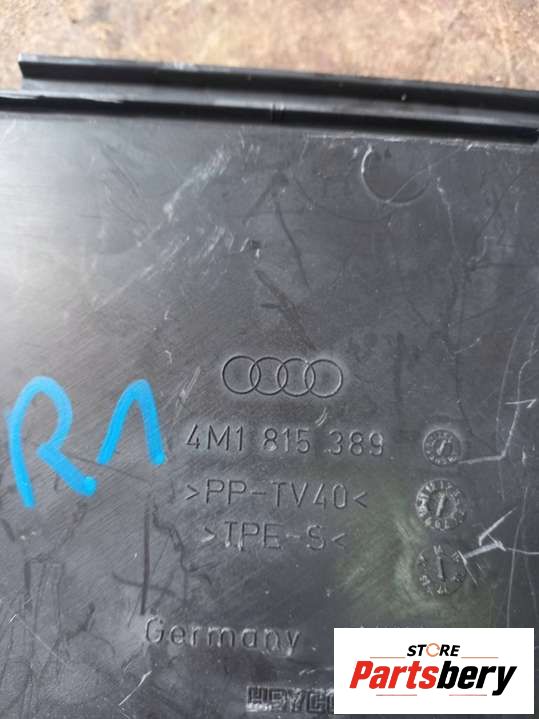 R1
4M1 815 389
>PP-TV40<
>TPE-S<
Germany
STORE
Partsbery